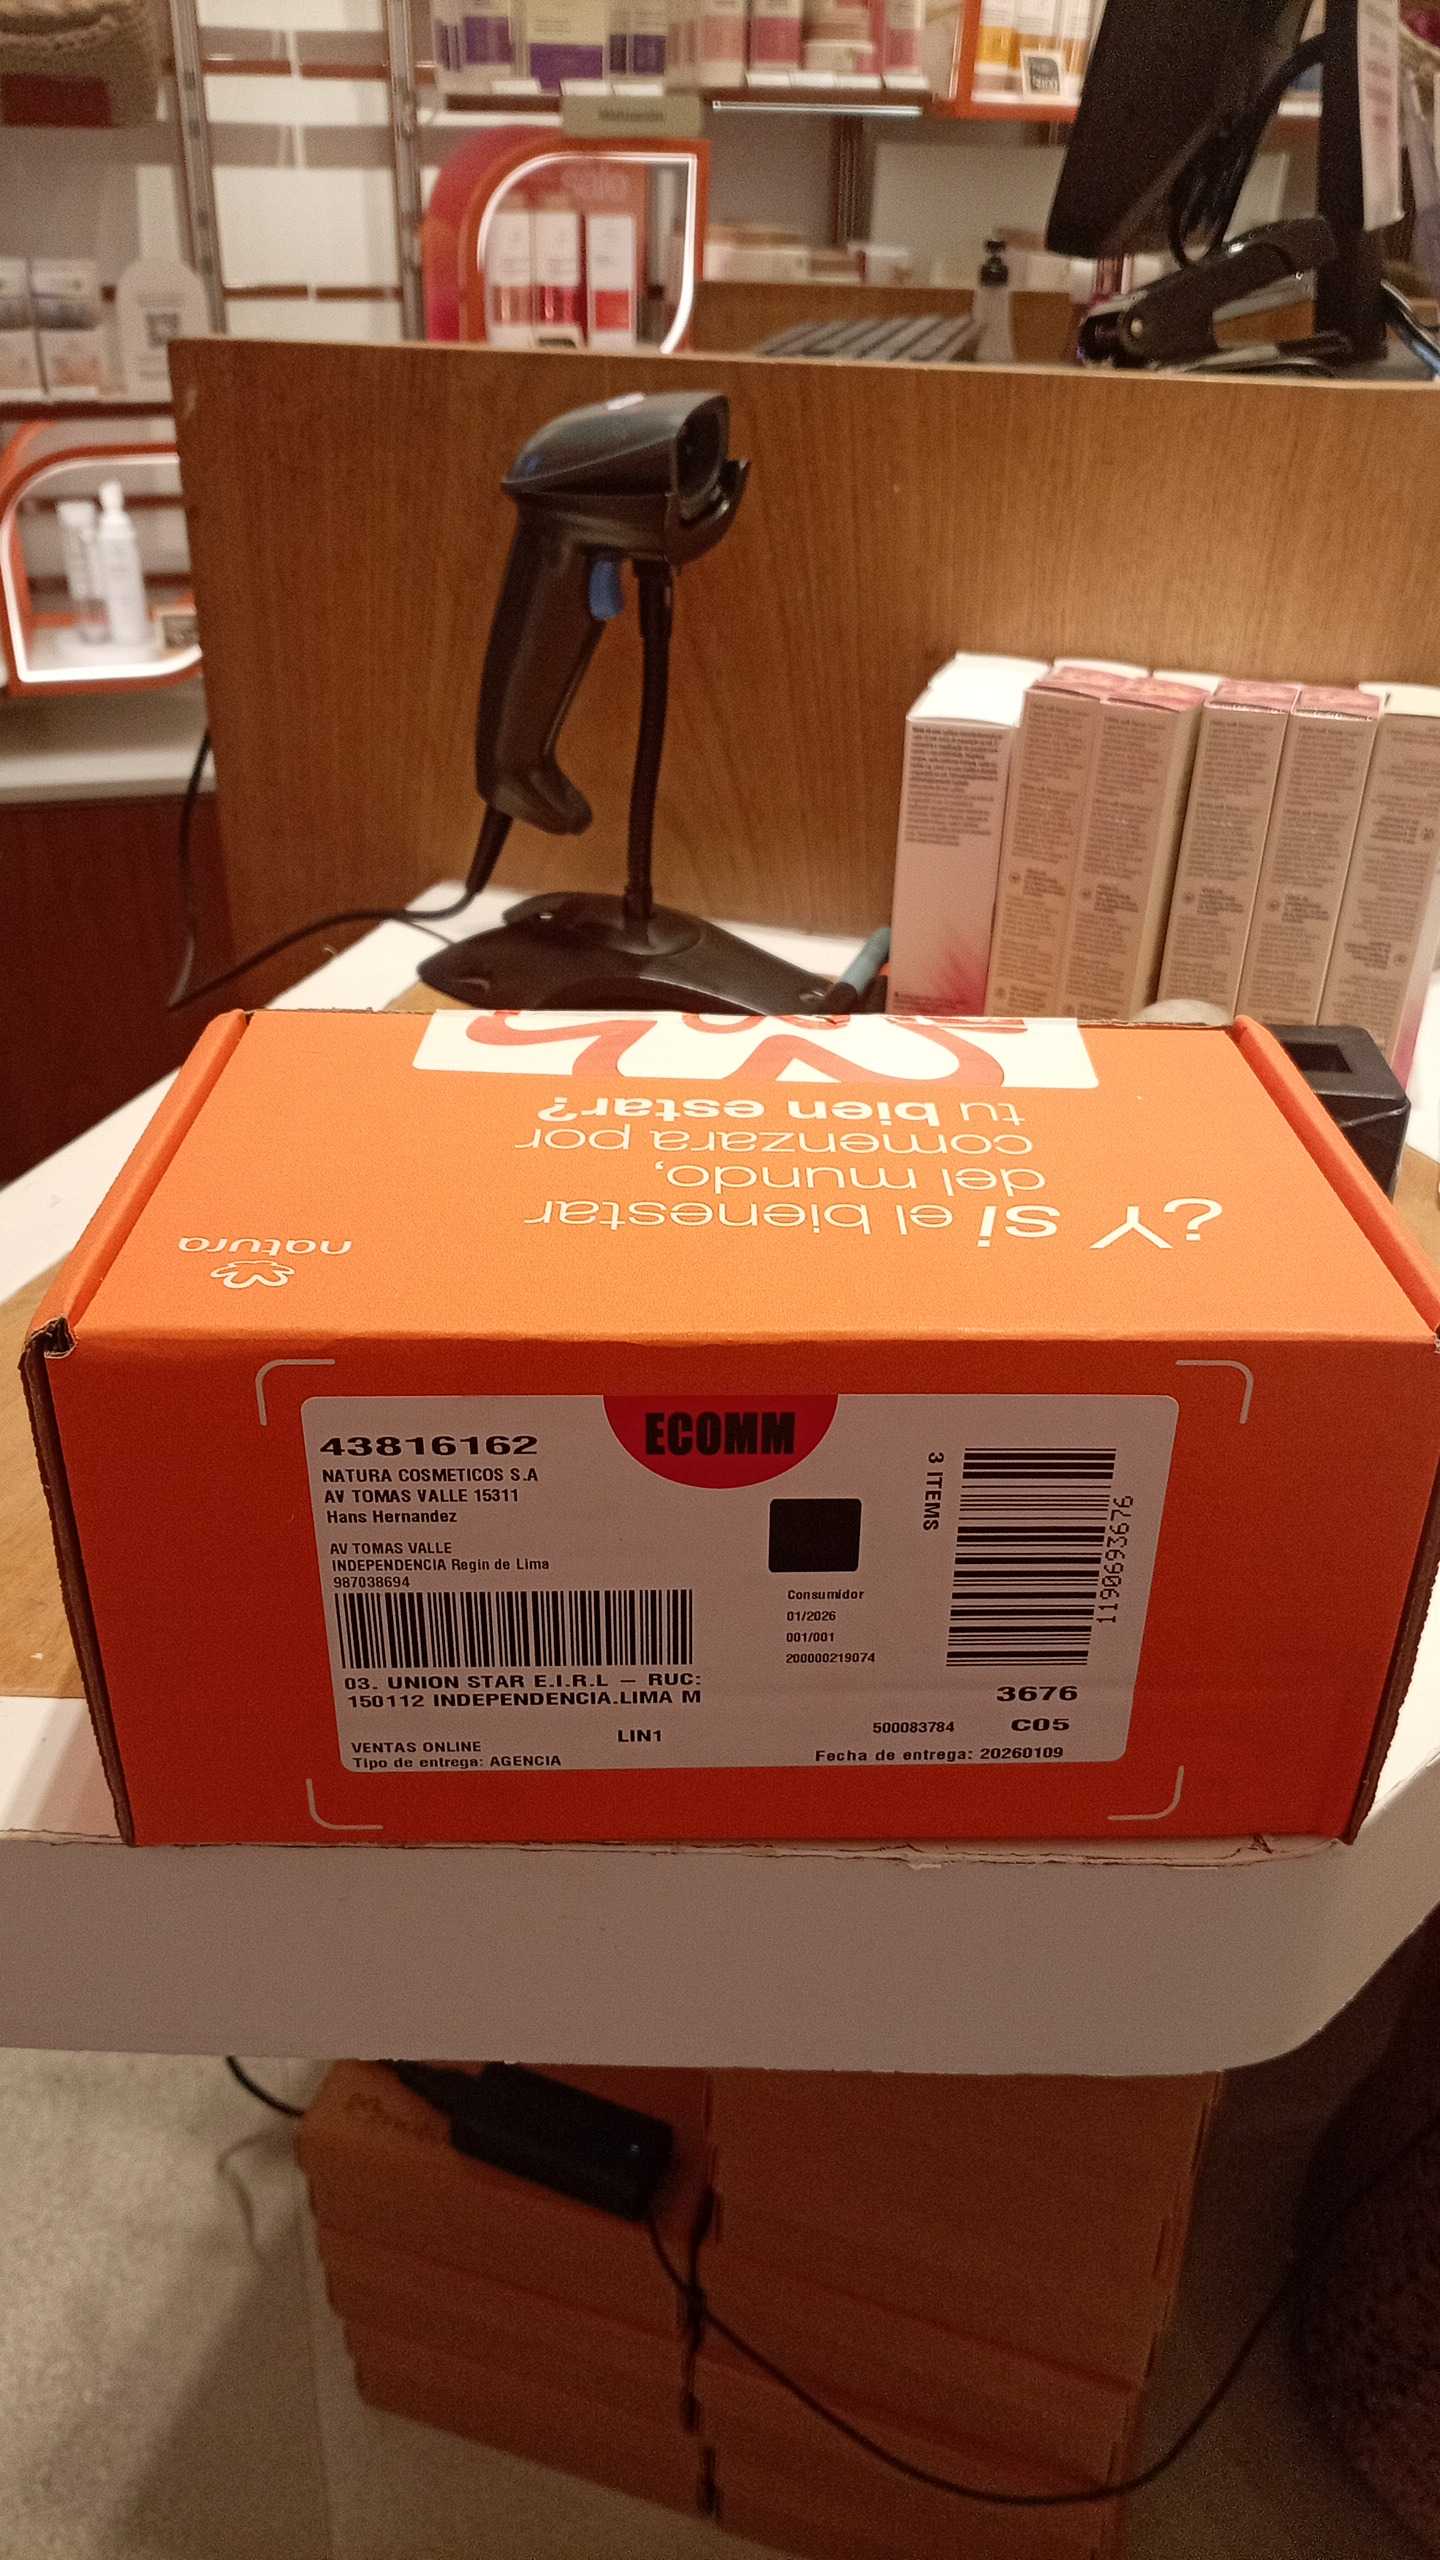 ¿Y si el bienestar
del mundo,
comenzara por
tu bien estar?
natura
ECOMM
43816162
NATURA COSMETICOS S.A
AV TOMAS VALLE 15311
Hans Hernandez
AV TOMAS VALLE
INDEPENDENCIA Regin de Lima
987038694
03. UNION STAR E.I.R.L – RUC:
150112 INDEPENDENCIA.LIMA M
LIN1
VENTAS ONLINE
Tipo de entrega: AGENCIA
Consumidor
01/2026
001/001
200000219074
3 ITEMS
1190693676
3676
500083784 C05
Fecha de entrega: 20260109